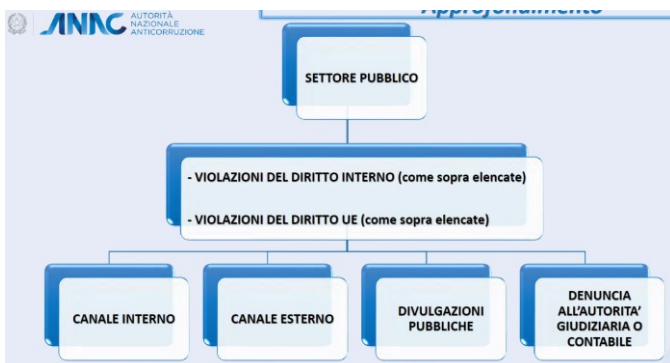 ANAC
AUTORITÀ
NAZIONALE
ANTICORRUZIONE
Approfondimento
SETTORE PUBBLICO
- VIOLAZIONI DEL DIRITTO INTERNO (come sopra elencate)
- VIOLAZIONI DEL DIRITTO UE (come sopra elencate)
CANALE INTERNO
CANALE ESTERNO
DIVULGAZIONI
PUBBLICHE
DENUNCIA
ALL'AUTORITA'
GIUDIZIARIA O
CONTABILE